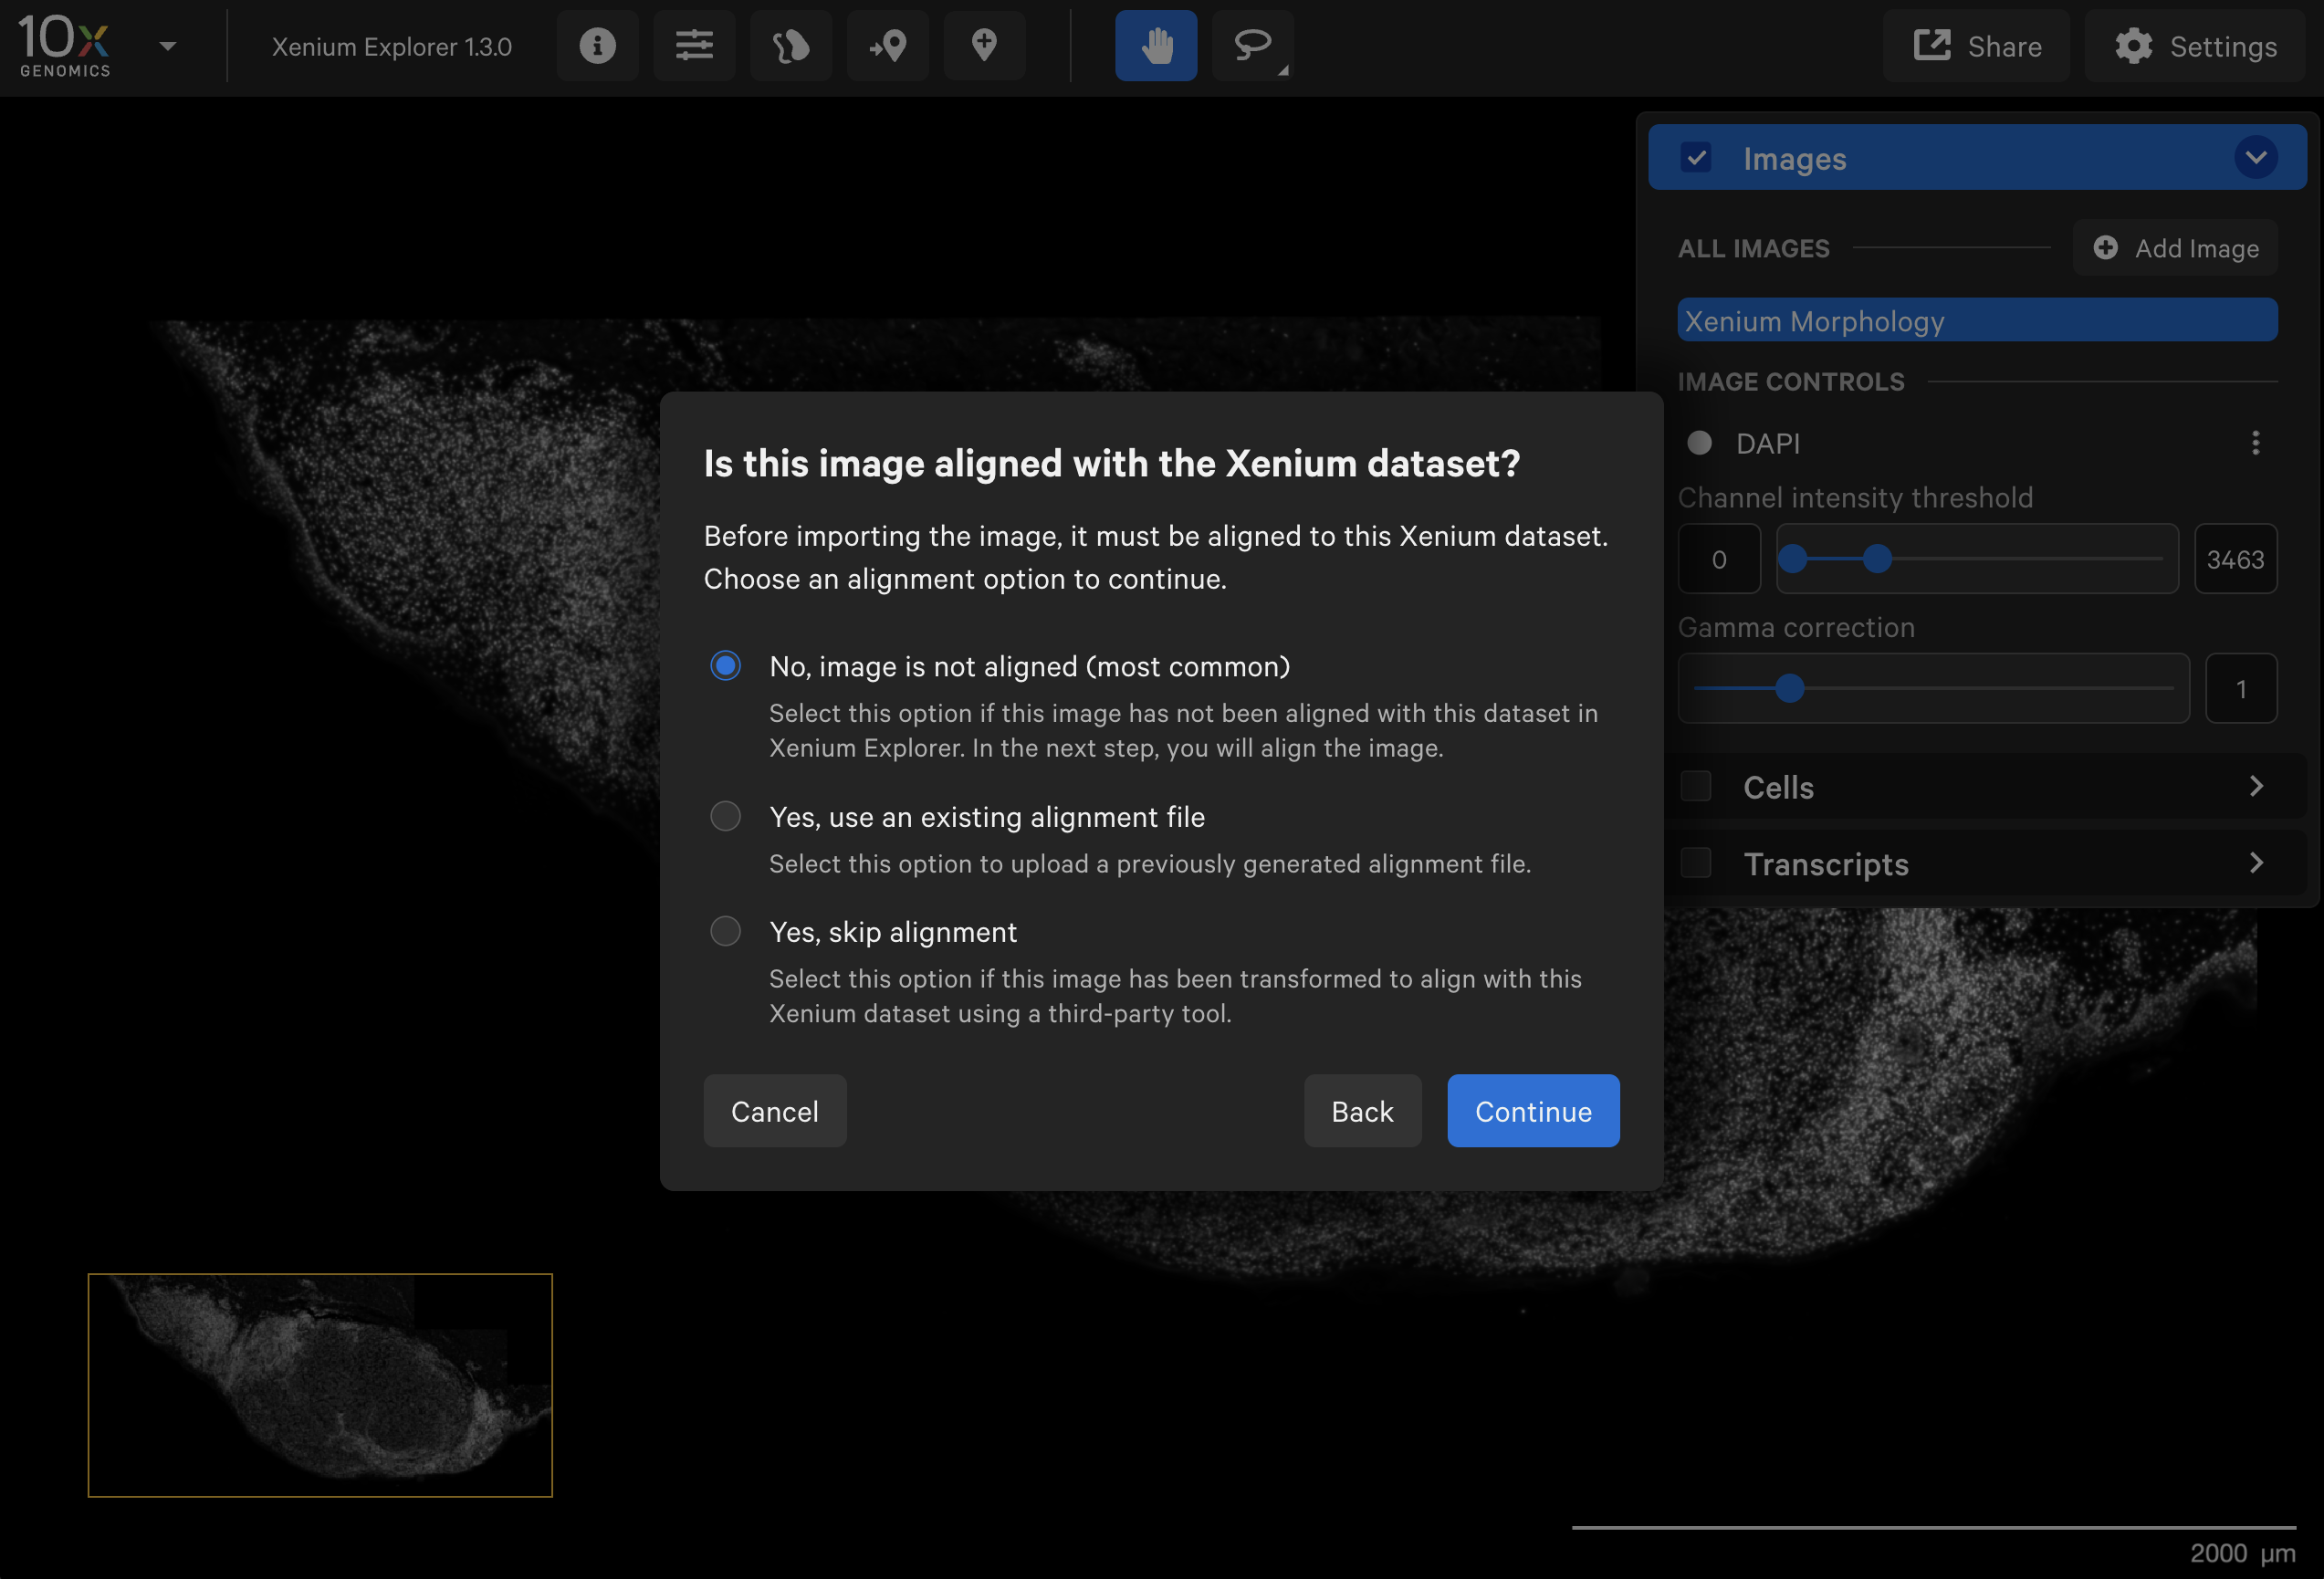 10x
GENOMICS
Xenium Explorer 1.3.0
Share
Settings
Images
ALL IMAGES
Add Image
Xenium Morphology
IMAGE CONTROLS
DAPI
Channel intensity threshold
0
3463
Gamma correction
1
Cells
Transcripts
Is this image aligned with the Xenium dataset?
Before importing the image, it must be aligned to this Xenium dataset.
Choose an alignment option to continue.
No, image is not aligned (most common)
Select this option if this image has not been aligned with this dataset in
Xenium Explorer. In the next step, you will align the image.
Yes, use an existing alignment file
Select this option to upload a previously generated alignment file.
Yes, skip alignment
Select this option if this image has been transformed to align with this
Xenium dataset using a third-party tool.
Cancel
Back
Continue
2000 µm